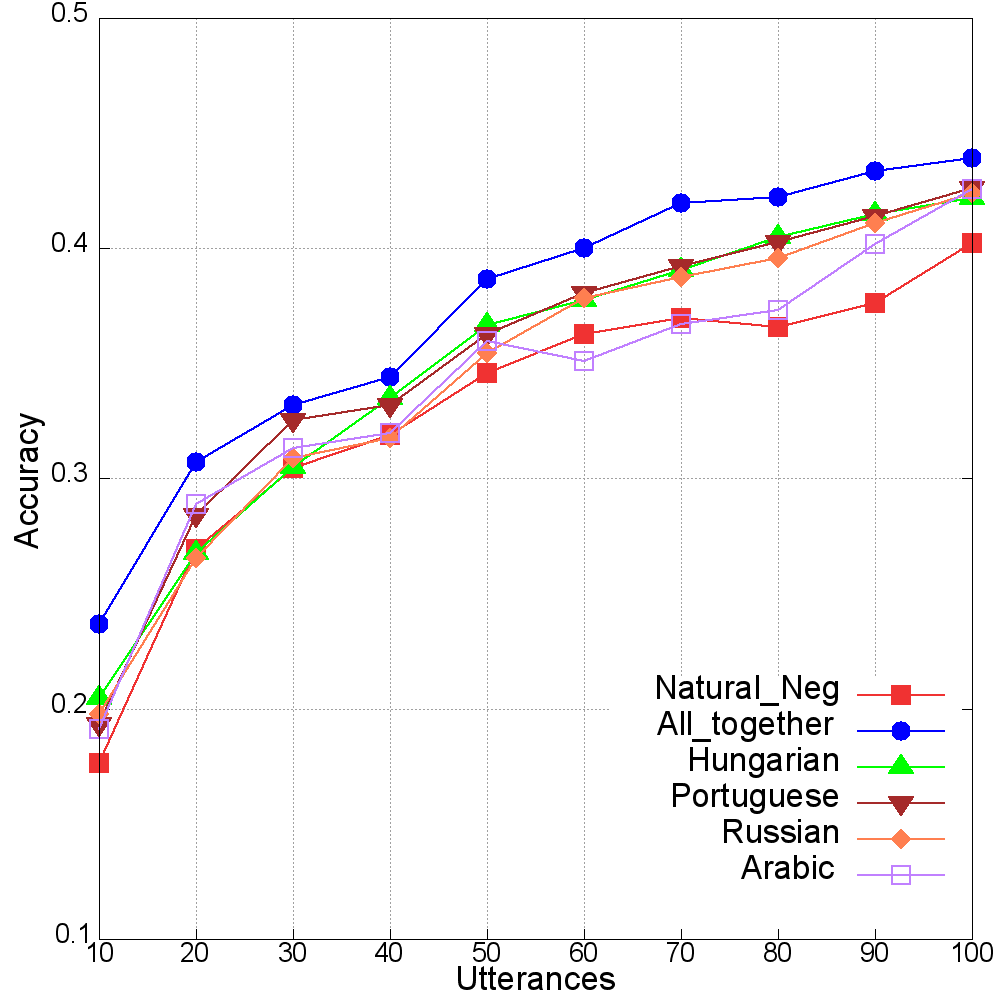 0.5
0.4
0.3
0.2
0.1
Accuracy
Natural_Neg
All_together
Hungarian
Portuguese
Russian
Arabic
10 20 30 40 50 60 70 80 90 100
Utterances